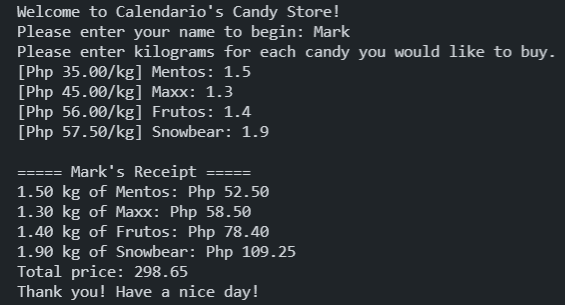 Welcome to Calendario's Candy Store!
Please enter your name to begin: Mark
Please enter kilograms for each candy you would like to buy.
[Php 35.00/kg] Mentos: 1.5
[Php 45.00/kg] Maxx: 1.3
[Php 56.00/kg] Frutos: 1.4
[Php 57.50/kg] Snowbear: 1.9
===== Mark's Receipt =====
1.50 kg of Mentos: Php 52.50
1.30 kg of Maxx: Php 58.50
1.40 kg of Frutos: Php 78.40
1.90 kg of Snowbear: Php 109.25
Total price: 298.65
Thank you! Have a nice day!